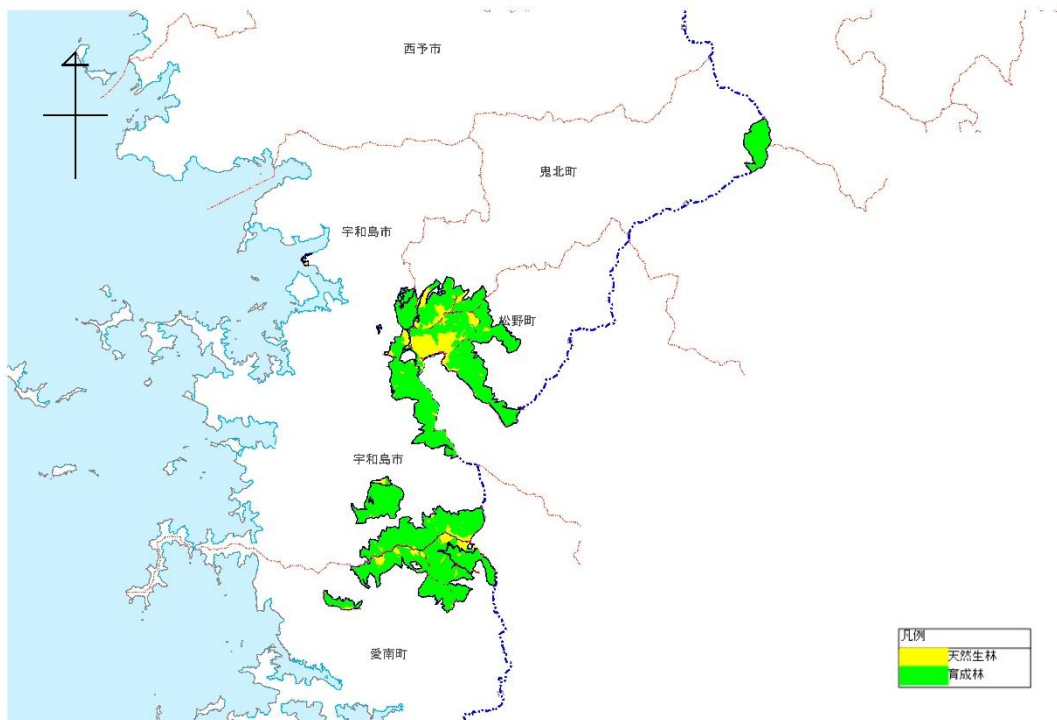 西予市
鬼北町
宇和島市
松野町
宇和島市
愛南町
凡例
天然生林
育成林